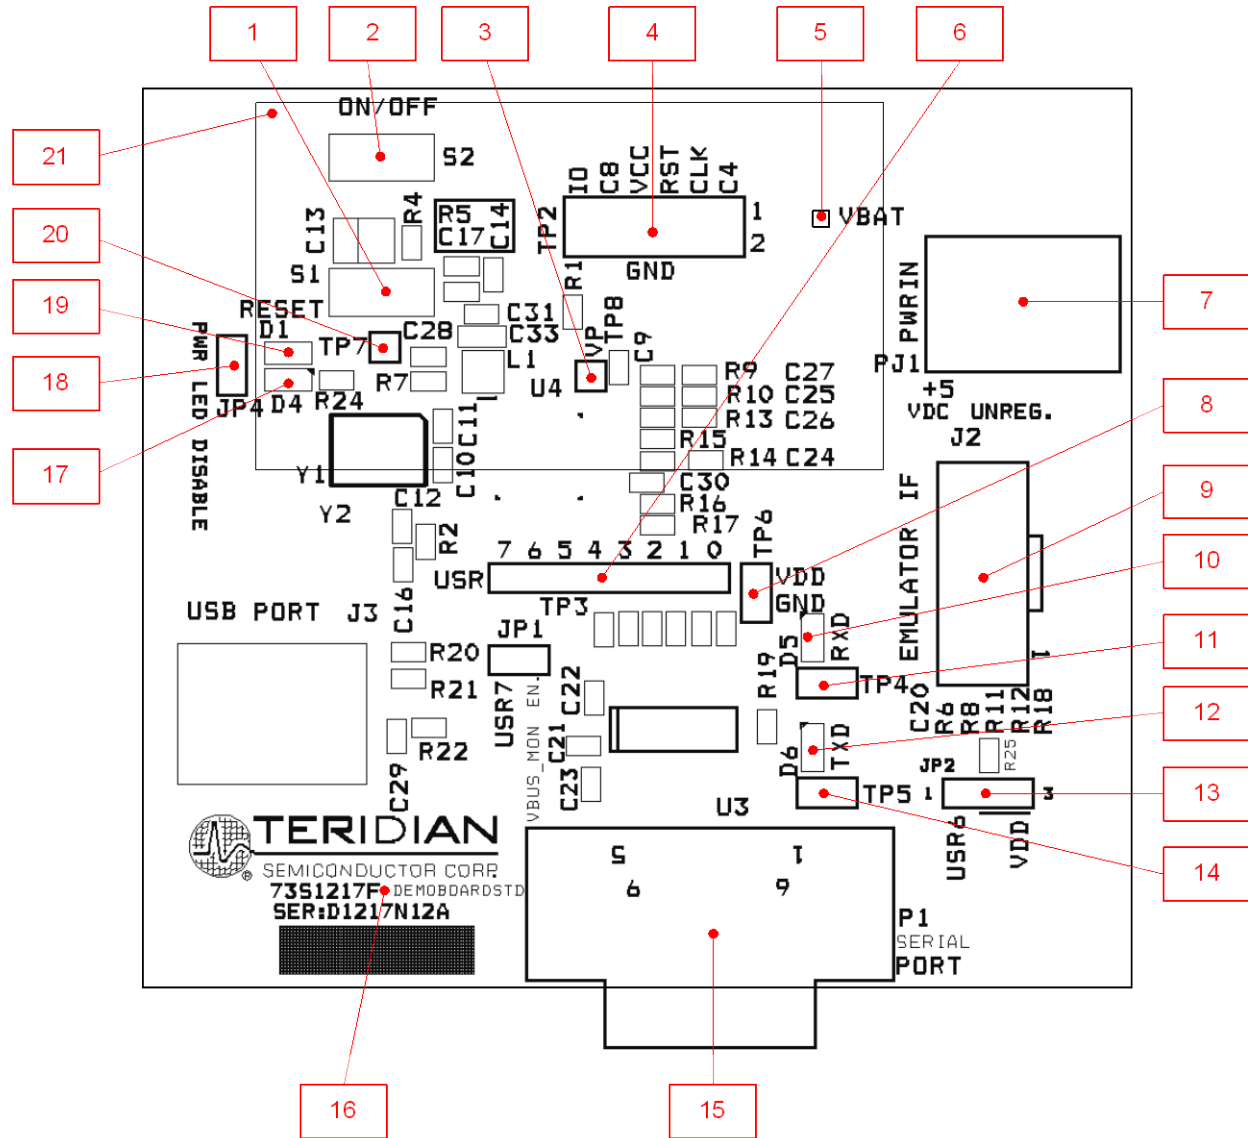 1
2
3
4
5
6
21
20
19
18
17
7
8
9
10
11
12
13
14
15
16
ON/OFF
S2
IO
C8
VCC
RST
CLK
C4
TP2
1
2
GND
VBAT
C13
R4
R5
C17
C14
S1
RESET
R1
TP8
VP
C31
C33
C28
L1
C9
U4
D1
TP7
R7
PWR LED DISABLE
JP4
D4
R24
PWRIN
PJ1
+5
VDC UNREG.
R9 C27
R10 C25
R13 C26
R15
R14 C24
C30
R16
R17
C11
C10
Y1
Y2
C12
R2
C16
J2
EMULATOR IF
1
7 6 5 4 3 2 1 0
USR
TP3
TP6
VDD
GND
USB PORT J3
JP1
USR7
VBUS_MON EN.
R20
R21
R22
C29
C22
C21
C23
R19
D5
RXD
TP4
D6
TXD
TP5
U3
C20
R6
R8
R11
R12
R18
R25
JP2
1
3
USR6
VDD
TERIDIAN
®
SEMICONDUCTOR CORP.
73S1217F DEMOBOARDSTD
SER:D1217N12A
5
1
9
6
P1
SERIAL
PORT